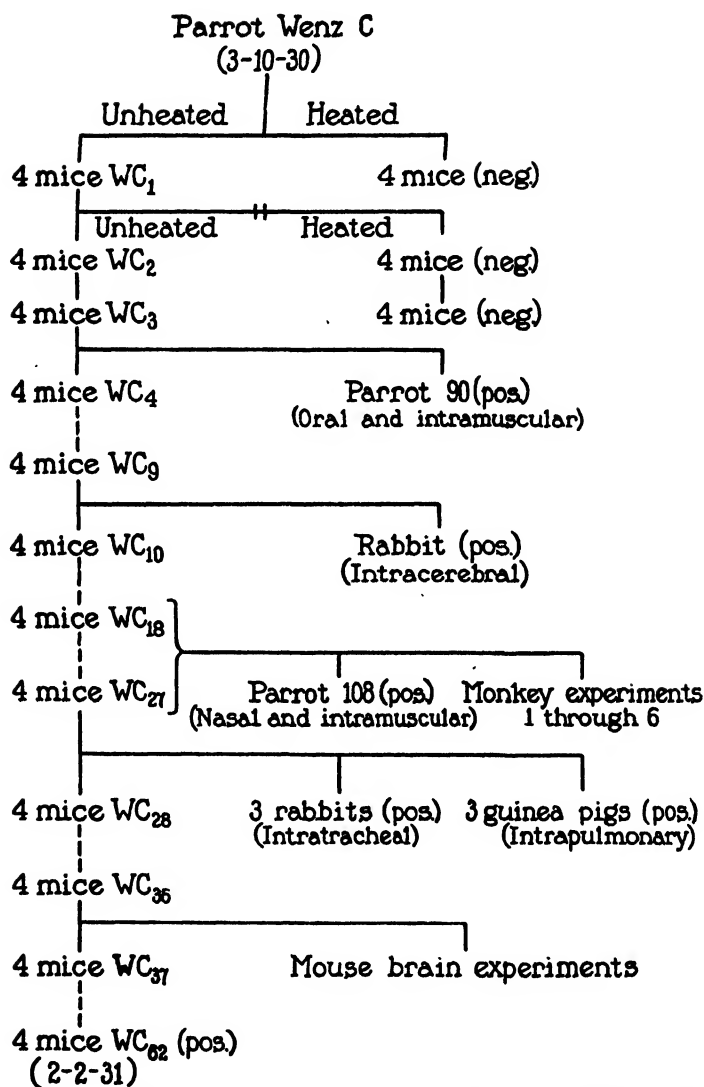 Parrot Wenz C
(3-10-30)
Unheated Heated
4 mice WC₁ 4 mice (neg.)
Unheated Heated
4 mice WC₂ 4 mice (neg.)
4 mice WC₃ 4 mice (neg.)
4 mice WC₄ Parrot 90 (pos.)
(Oral and intramuscular)
4 mice WC₉
4 mice WC₁₀ Rabbit (pos.)
(Intracerebral)
4 mice WC₁₈
4 mice WC₂₇ Parrot 108 (pos.) Monkey experiments
(Nasal and intramuscular) 1 through 6
4 mice WC₂₈ 3 rabbits (pos.) 3 guinea pigs (pos.)
(Intratracheal) (Intrapulmonary)
4 mice WC₃₆
4 mice WC₃₇ Mouse brain experiments
4 mice WC₅₂ (pos.)
(2-2-31)